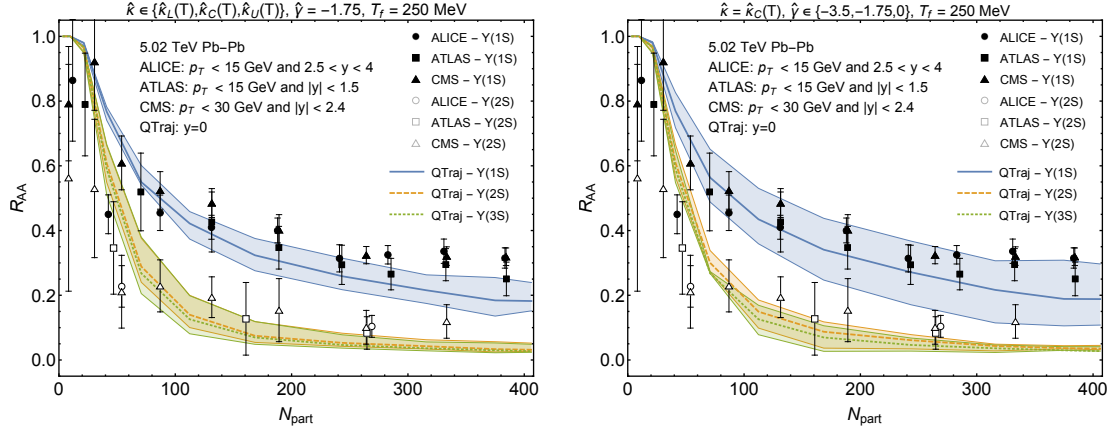 κ̂ ∈ {κ̂_L(T),κ̂_C(T),κ̂_U(T)}, γ̂ = −1.75, T_f = 250 MeV
5.02 TeV Pb–Pb
ALICE: p_T < 15 GeV and 2.5 < y < 4
ATLAS: p_T < 15 GeV and |y| < 1.5
CMS: p_T < 30 GeV and |y| < 2.4
QTraj: y=0
ALICE – Υ(1S)
ATLAS – Υ(1S)
CMS – Υ(1S)
ALICE – Υ(2S)
ATLAS – Υ(2S)
CMS – Υ(2S)
QTraj – Υ(1S)
QTraj – Υ(2S)
QTraj – Υ(3S)
R_AA
1.0
0.8
0.6
0.4
0.2
0.0
0 100 200 300 400
N_part
κ̂ = κ̂_C(T), γ̂ ∈ {−3.5,−1.75,0}, T_f = 250 MeV
5.02 TeV Pb–Pb
ALICE: p_T < 15 GeV and 2.5 < y < 4
ATLAS: p_T < 15 GeV and |y| < 1.5
CMS: p_T < 30 GeV and |y| < 2.4
QTraj: y=0
ALICE – Υ(1S)
ATLAS – Υ(1S)
CMS – Υ(1S)
ALICE – Υ(2S)
ATLAS – Υ(2S)
CMS – Υ(2S)
QTraj – Υ(1S)
QTraj – Υ(2S)
QTraj – Υ(3S)
R_AA
1.0
0.8
0.6
0.4
0.2
0.0
0 100 200 300 400
N_part